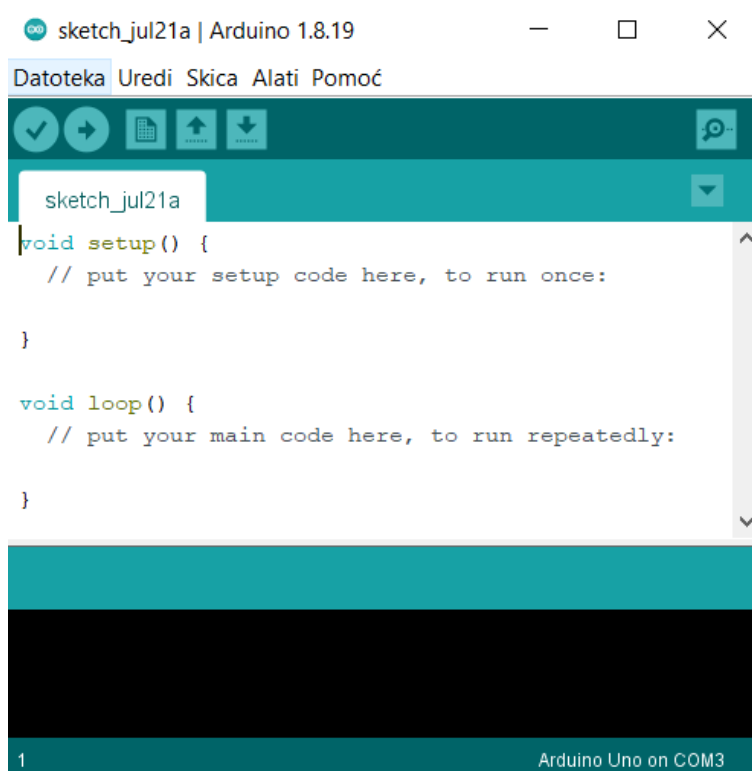 sketch_jul21a | Arduino 1.8.19
Datoteka Uredi Skica Alati Pomoć
sketch_jul21a
void setup() {
  // put your setup code here, to run once:
}
void loop() {
  // put your main code here, to run repeatedly:
}
1 Arduino Uno on COM3